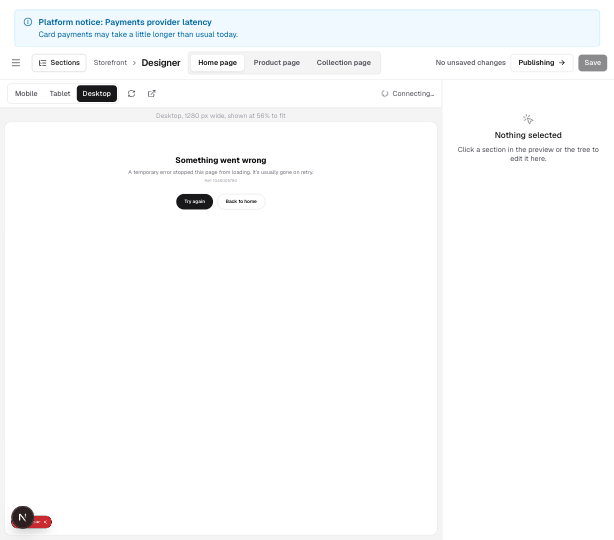 Platform notice: Payments provider latency
Card payments may take a little longer than usual today.
Sections
Storefront
Designer
Home page
Product page
Collection page
No unsaved changes
Publishing
Save
Mobile
Tablet
Desktop
Connecting…
Desktop, 1280 px wide, shown at 56% to fit
Something went wrong
A temporary error stopped this page from loading. It's usually gone on retry.
Try again
Back to home
Nothing selected
Click a section in the preview or the tree to
edit it here.
N